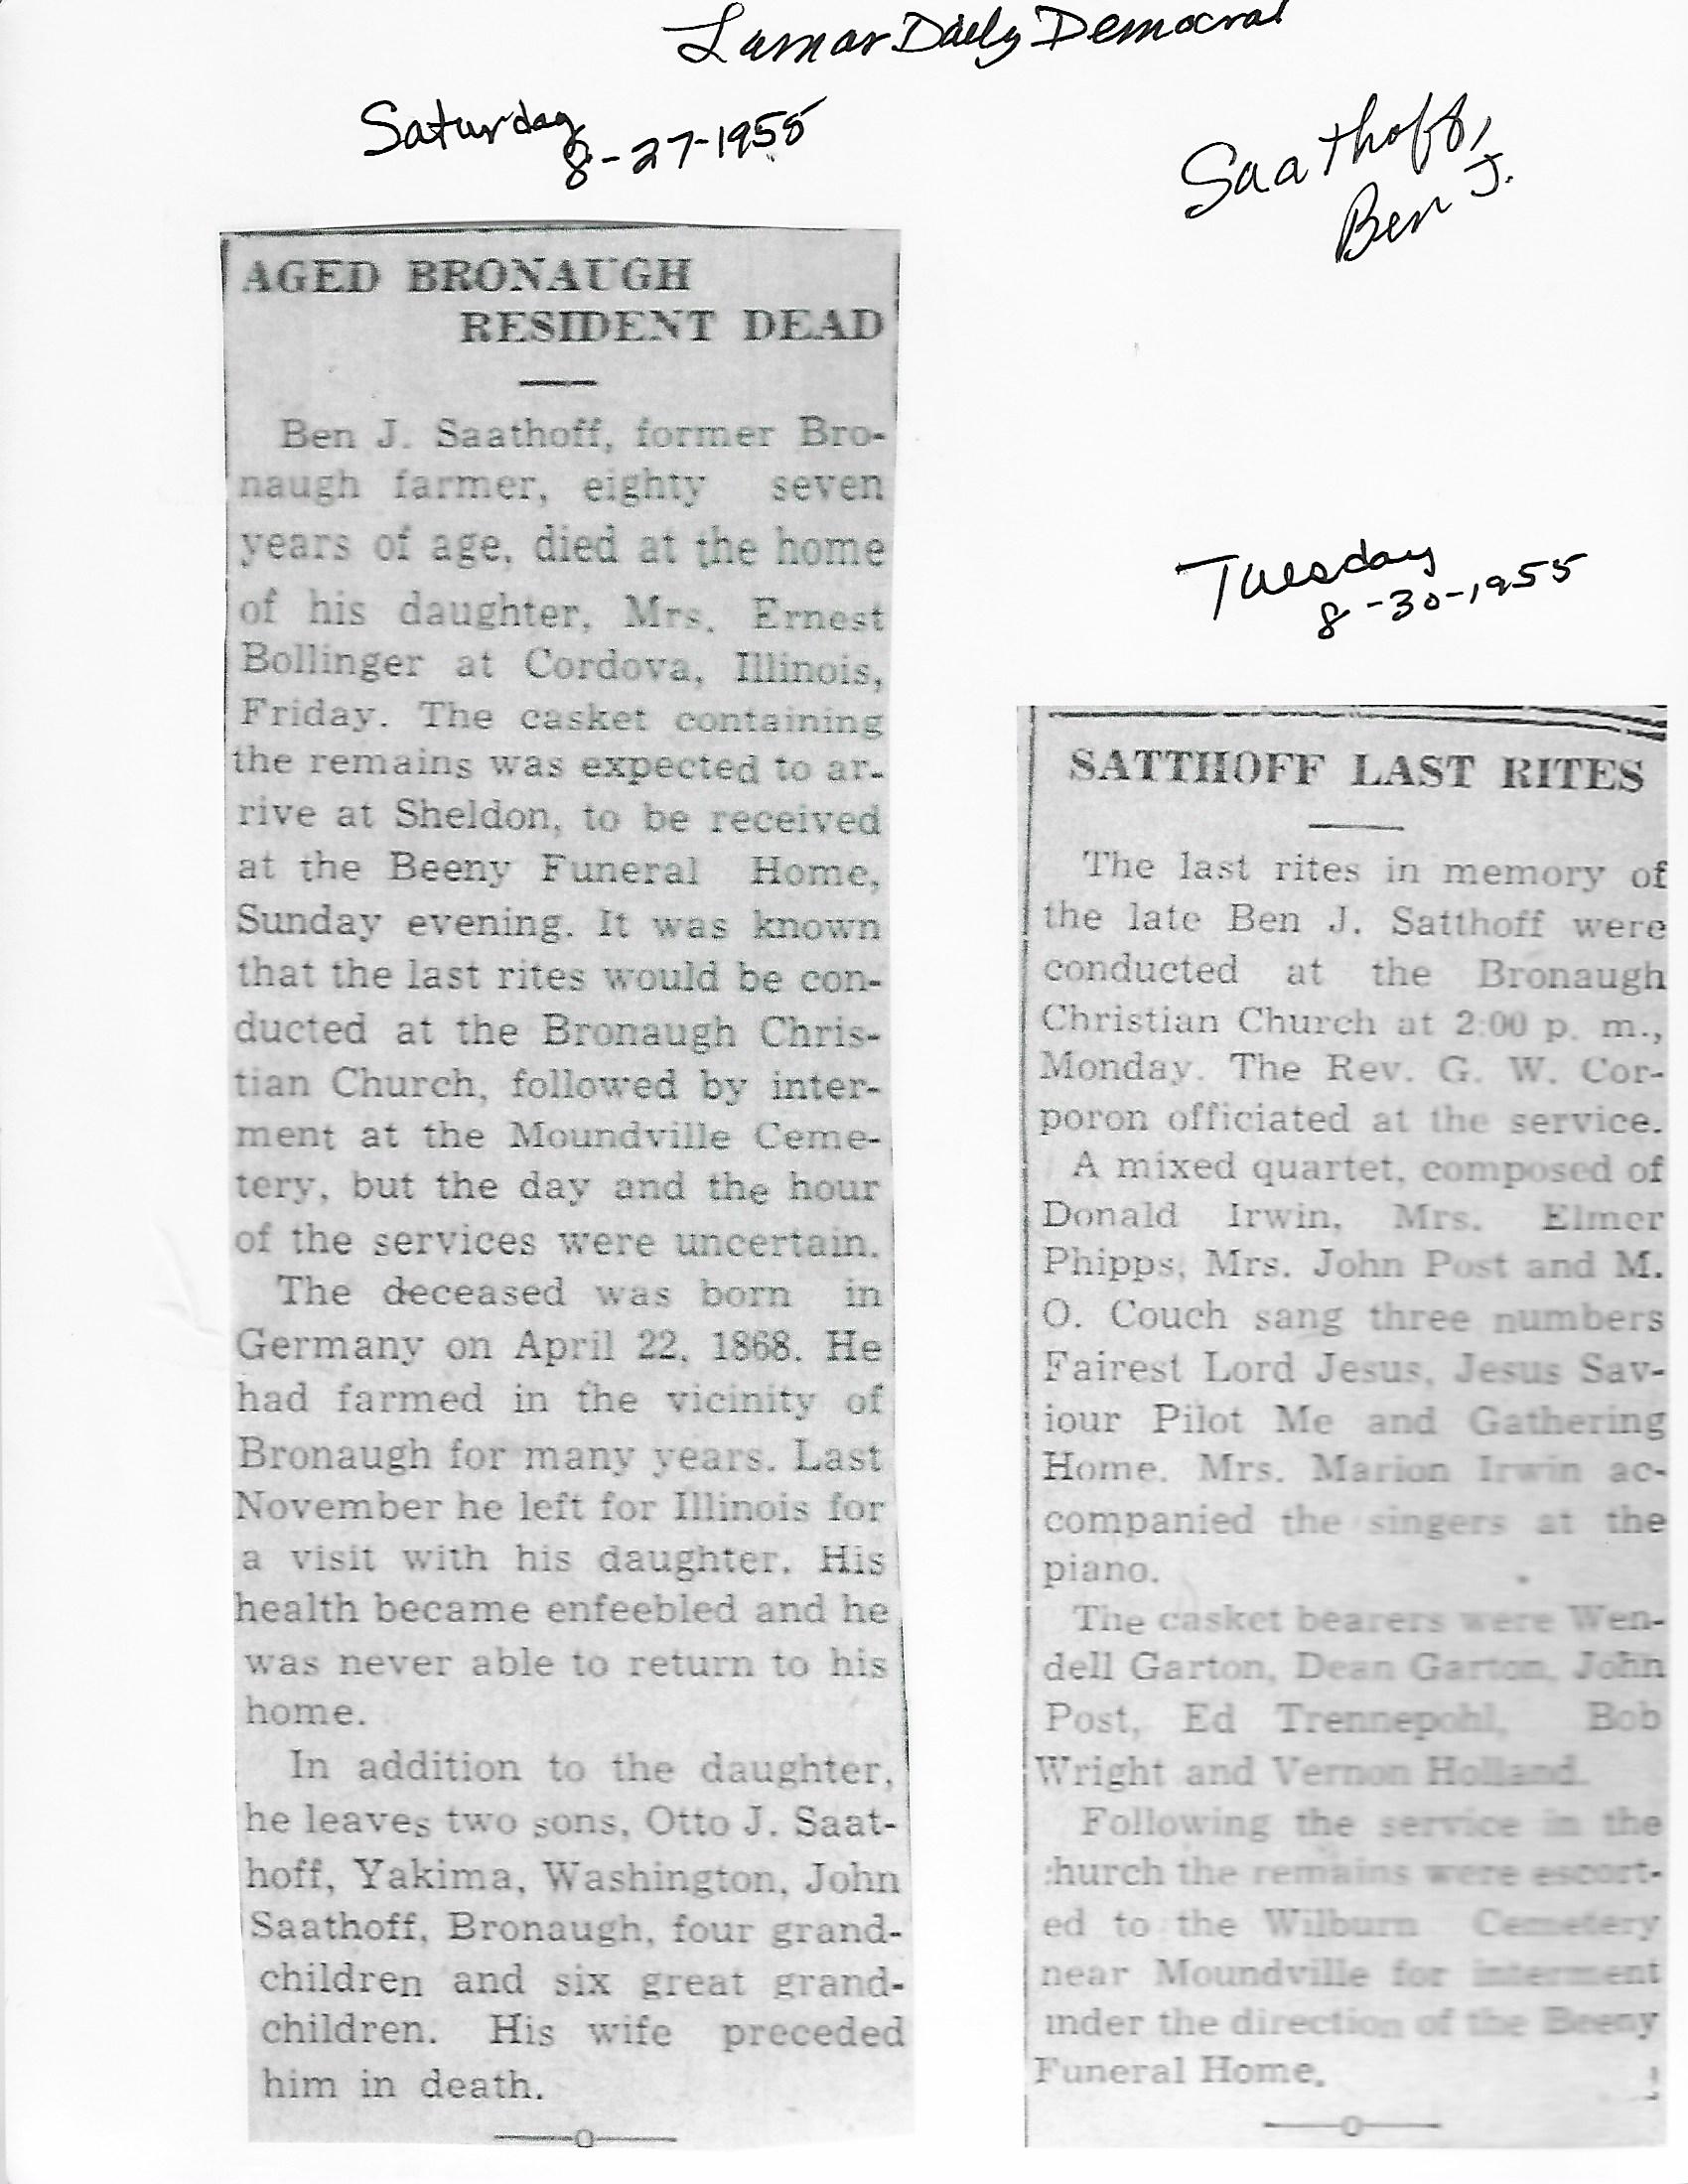 Lamar Daily Democrat
Saturday
8-27-1955
Saathoff,
Ben J.
AGED BRONAUGH
RESIDENT DEAD
Ben J. Saathoff, former Bro-
naugh farmer, eighty seven
years of age, died at the home
of his daughter, Mrs. Ernest
Bollinger at Cordova, Illinois,
Friday. The casket containing
the remains was expected to ar-
rive at Sheldon, to be received
at the Beeny Funeral Home,
Sunday evening. It was known
that the last rites would be con-
ducted at the Bronaugh Chris-
tian Church, followed by inter-
ment at the Moundville Ceme-
tery, but the day and the hour
of the services were uncertain.
The deceased was born in
Germany on April 22, 1868. He
had farmed in the vicinity of
Bronaugh for many years. Last
November he left for Illinois for
a visit with his daughter. His
health became enfeebled and he
was never able to return to his
home.
In addition to the daughter,
he leaves two sons, Otto J. Saat-
hoff, Yakima, Washington, John
Saathoff, Bronaugh, four grand-
children and six great grand-
children. His wife preceded
him in death.
Tuesday
8-30-1955
SATTHOFF LAST RITES
The last rites in memory of
the late Ben J. Satthoff were
conducted at the Bronaugh
Christian Church at 2:00 p. m.,
Monday. The Rev. G. W. Cor-
poron officiated at the service.
A mixed quartet, composed of
Donald Irwin, Mrs. Elmer
Phipps, Mrs. John Post and M.
O. Couch sang three numbers
Fairest Lord Jesus, Jesus Sav-
iour Pilot Me and Gathering
Home. Mrs. Marion Irwin ac-
companied the singers at the
piano.
The casket bearers were Wen-
dell Garton, Dean Garton, John
Post, Ed Trennepohl, Bob
Wright and Vernon Holland.
Following the service in the
hurch the remains were escort-
ed to the Wilburn Cemetery
near Moundville for interment
under the direction of the Beeny
Funeral Home.